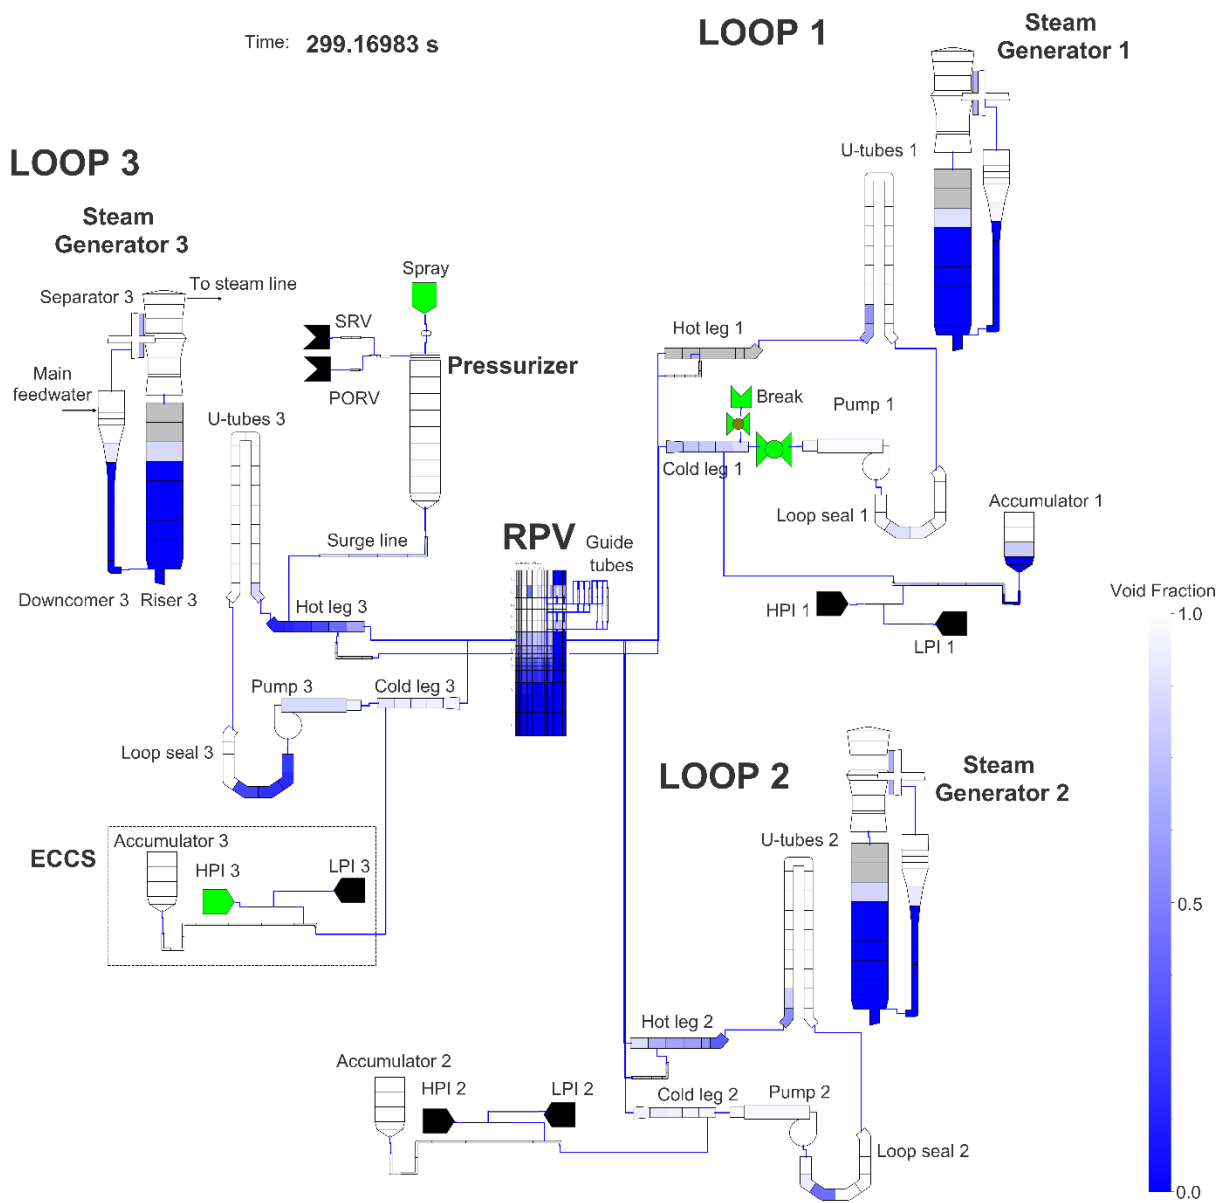 Time: 299.16983 s
LOOP 1
Steam
Generator 1
U-tubes 1
LOOP 3
Steam
Generator 3
Separator 3
To steam line
Spray
SRV
PORV
Pressurizer
Main
feedwater
U-tubes 3
Hot leg 1
Break
Pump 1
Cold leg 1
Loop seal 1
Accumulator 1
Surge line
RPV
Guide
tubes
Downcomer 3
Riser 3
Hot leg 3
HPI 1
LPI 1
Void Fraction
1.0
0.5
0.0
Pump 3
Cold leg 3
Loop seal 3
LOOP 2
Steam
Generator 2
U-tubes 2
ECCS
Accumulator 3
HPI 3
LPI 3
Hot leg 2
Accumulator 2
HPI 2
LPI 2
Cold leg 2
Pump 2
Loop seal 2